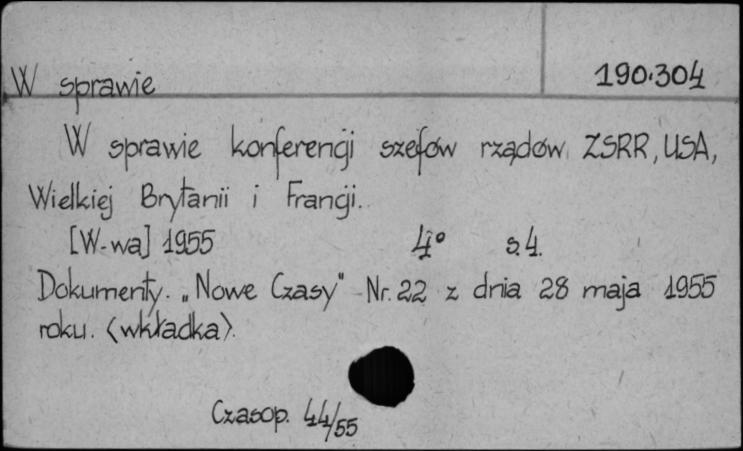 W sprawie 190.304
W sprawie konferencji szefów rządów ZSRR, USA,
Wielkiej Brytanii i Francji.
[W-wa] 1955 4° s.4.
Dokumenty. „Nowe Czasy" Nr. 22 z dnia 28 maja 1955
roku. <wkładka>.
Czasop. 44/55